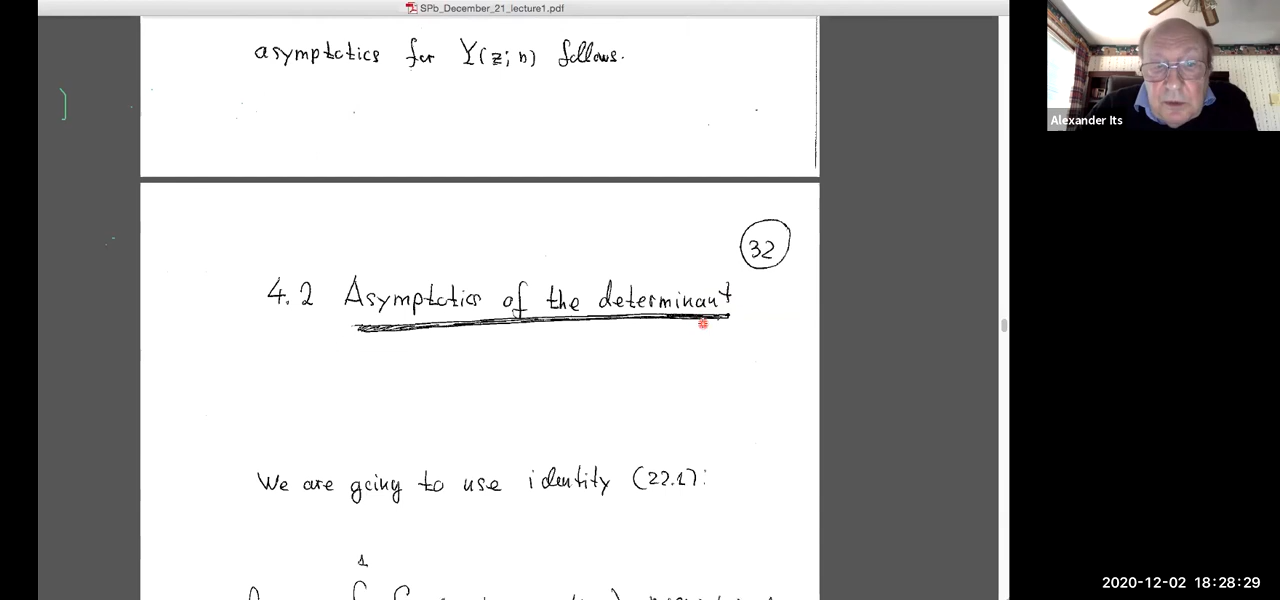 SPb_December_21_lecture1.pdf
asymptotics for Y(z; n) follows.
Alexander Its
32
4.2 Asymptotics of the determinant
We are going to use identity (22.1):
1
2020-12-02 18:28:29